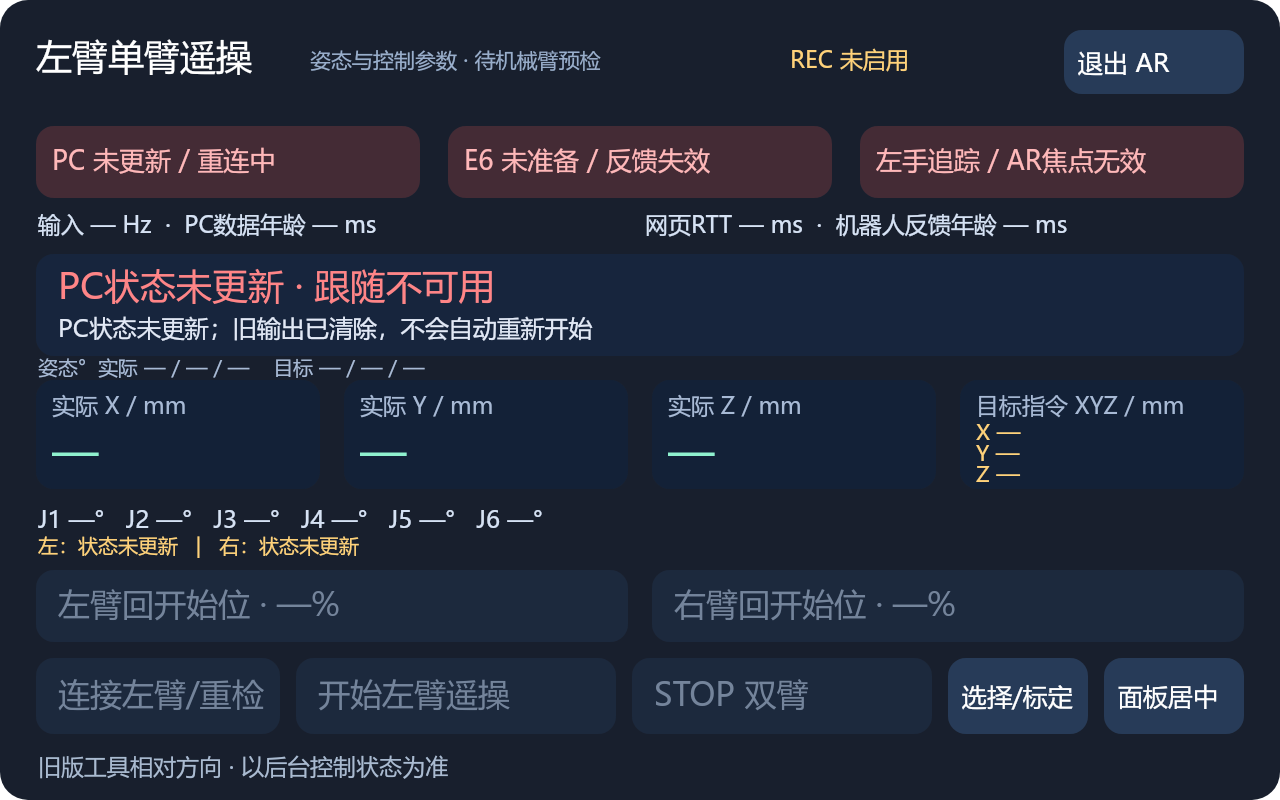 左臂单臂遥操
姿态与控制参数 · 待机械臂预检
REC 未启用
退出 AR
PC 未更新 / 重连中
E6 未准备 / 反馈失效
左手追踪 / AR焦点无效
输入 — Hz · PC数据年龄 — ms
网页RTT — ms · 机器人反馈年龄 — ms
PC状态未更新 · 跟随不可用
PC状态未更新；旧输出已清除，不会自动重新开始
姿态° 实际 — / — / — 目标 — / — / —
实际 X / mm
—
实际 Y / mm
—
实际 Z / mm
—
目标指令 XYZ / mm
X —
Y —
Z —
J1 —° J2 —° J3 —° J4 —° J5 —° J6 —°
左：状态未更新 | 右：状态未更新
左臂回开始位 · —%
右臂回开始位 · —%
连接左臂/重检
开始左臂遥操
STOP 双臂
选择/标定
面板居中
旧版工具相对方向 · 以后台控制状态为准